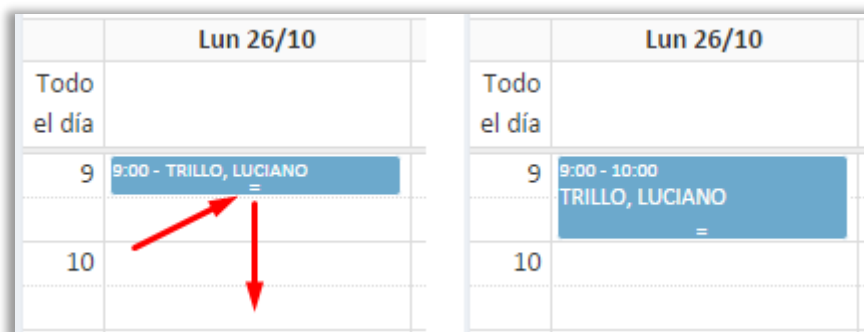 Lun 26/10
Todo
el día
9
9:00 - TRILLO, LUCIANO
=
10
Lun 26/10
Todo
el día
9
9:00 - 10:00
TRILLO, LUCIANO
=
10